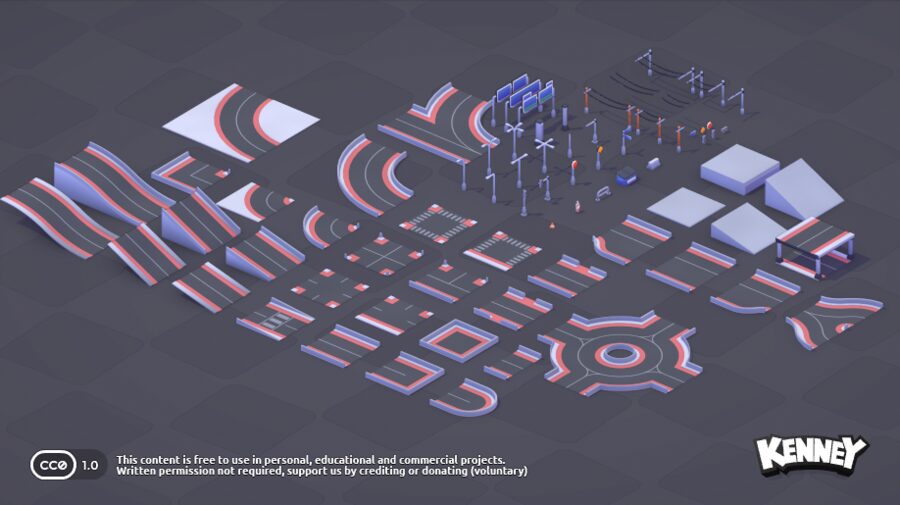 CC0 1.0
This content is free to use in personal, educational and commercial projects.
Written permission not required, support us by crediting or donating (voluntary)
KENNEY